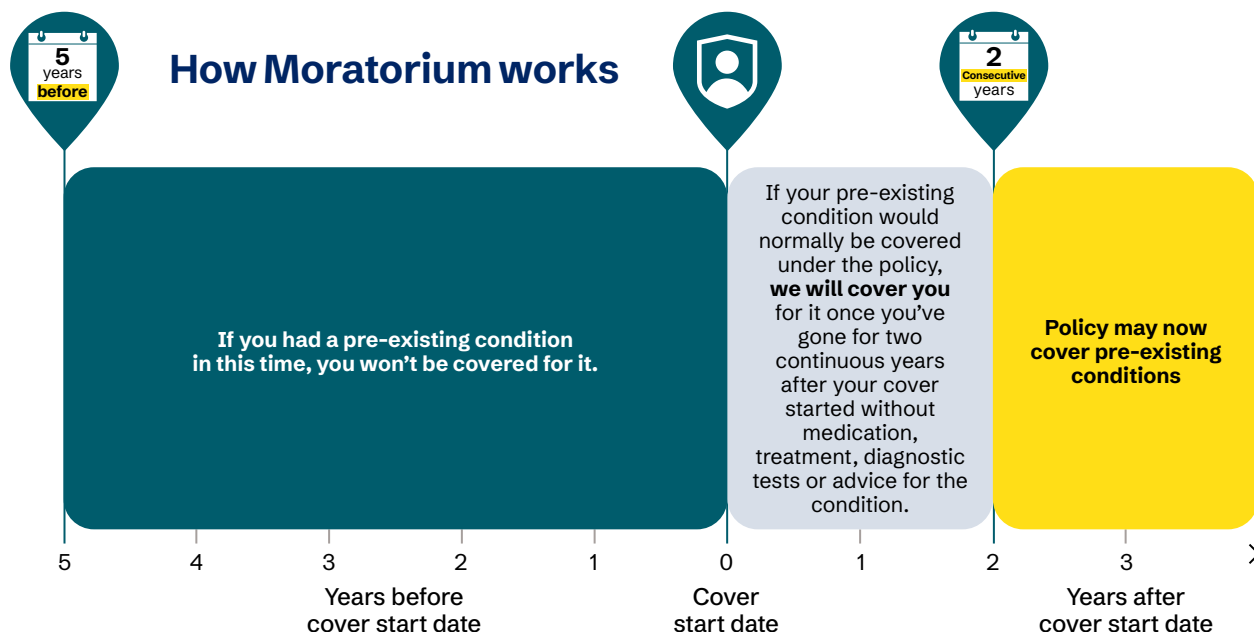 5
years
before
How Moratorium works
2
Consecutive
years
If you had a pre-existing condition
in this time, you won't be covered for it.
If your pre-existing
condition would
normally be covered
under the policy,
we will cover you
for it once you've
gone for two
continuous years
after your cover
started without
medication,
treatment, diagnostic
tests or advice for the
condition.
Policy may now
cover pre-existing
conditions
5
4
3
2
1
0
1
2
3
Years before
cover start date
Cover
start date
Years after
cover start date